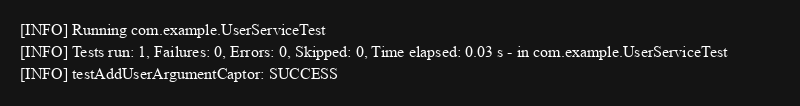 [INFO] Running com.example.UserServiceTest
[INFO] Tests run: 1, Failures: 0, Errors: 0, Skipped: 0, Time elapsed: 0.03 s - in com.example.UserServiceTest
[INFO] testAddUserArgumentCaptor: SUCCESS